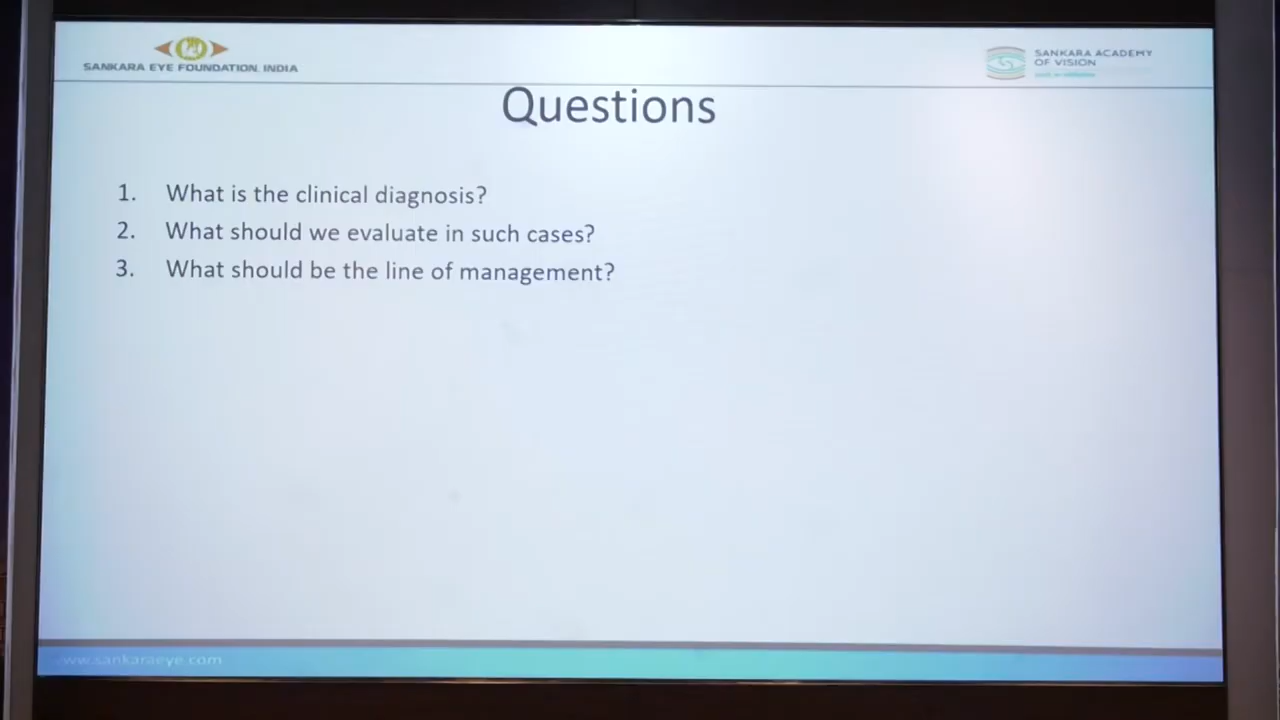 SANKARA EYE FOUNDATION, INDIA
SANKARA ACADEMY
OF VISION
Questions
1. What is the clinical diagnosis?
2. What should we evaluate in such cases?
3. What should be the line of management?
www.sankaraeye.com